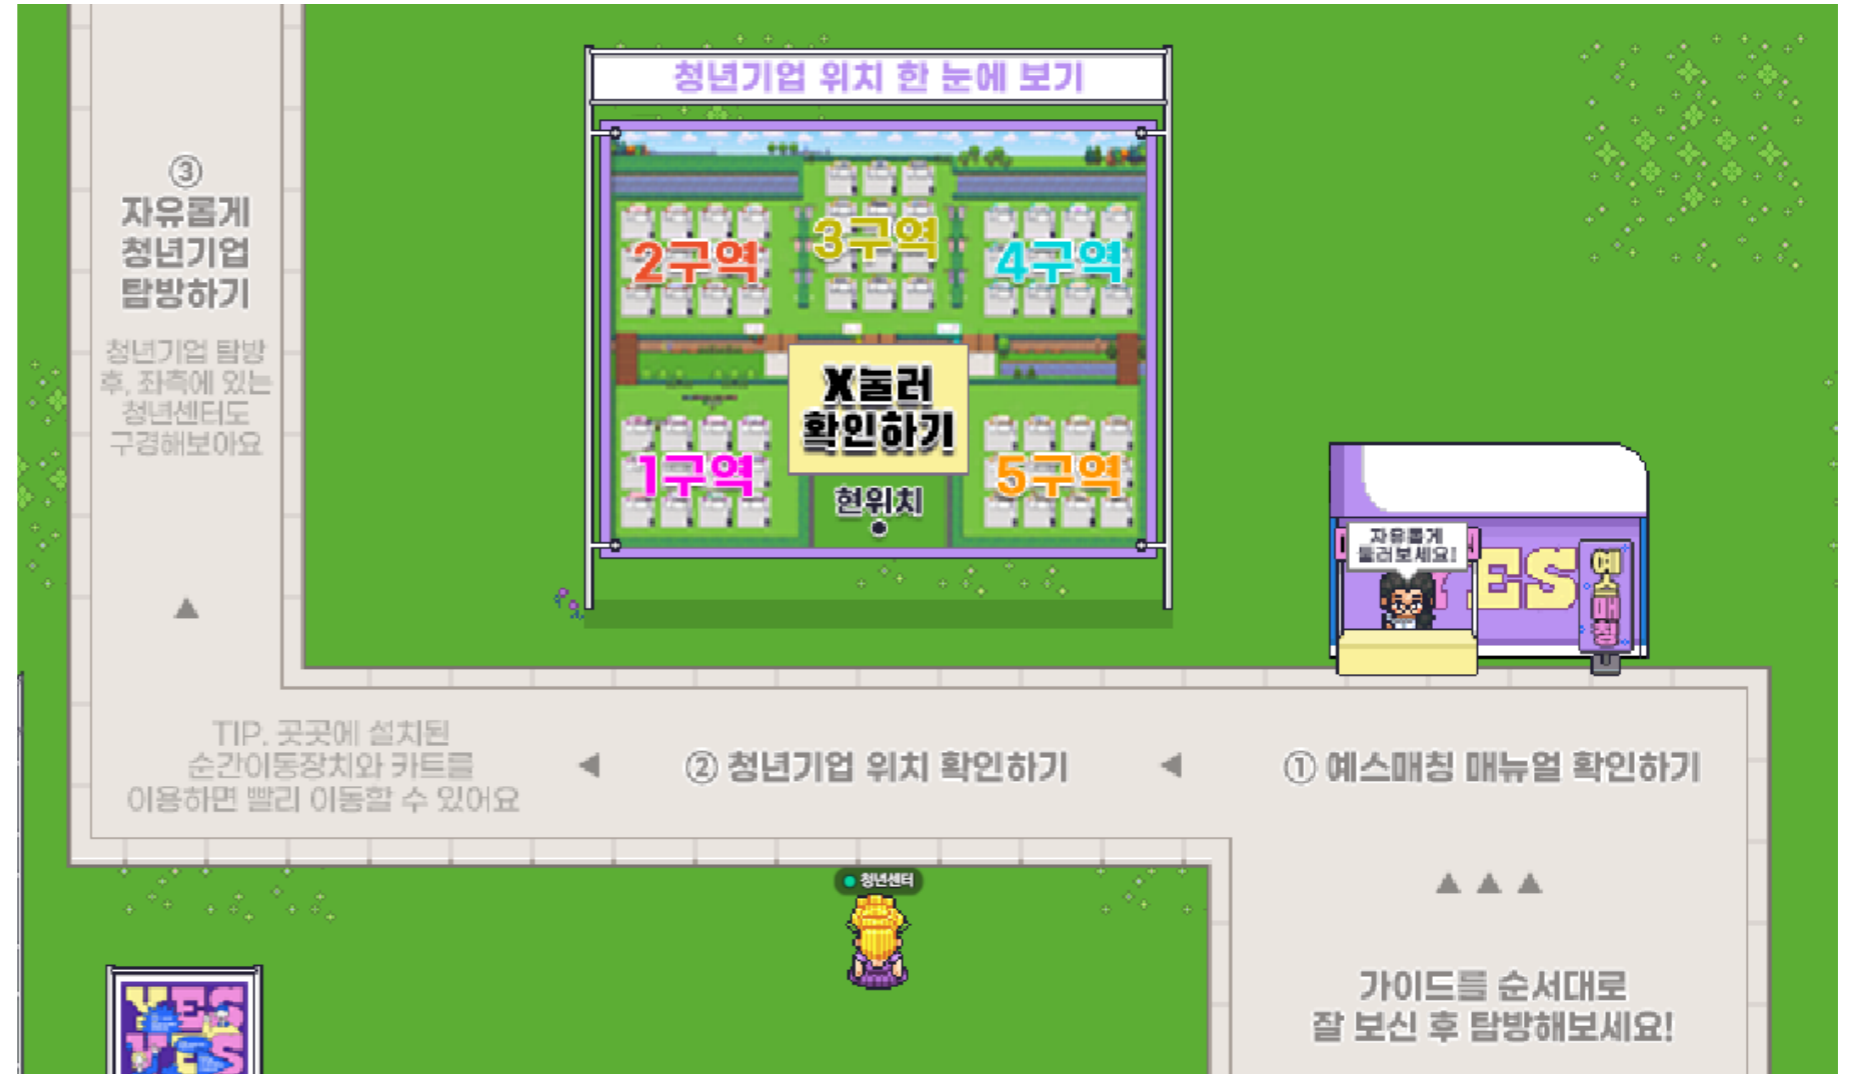 청년기업 위치 한 눈에 보기
2구역
3구역
4구역
X눌러
확인하기
1구역
5구역
현위치
③
자유롭게
청년기업
탐방하기
청년기업 탐방
후, 좌측에 있는
청년센터도
구경해보아요
자유롭게
둘러보세요!
YES
예스매칭
TIP. 곳곳에 설치된
순간이동장치와 카트를
이용하면 빨리 이동할 수 있어요
② 청년기업 위치 확인하기
① 예스매칭 매뉴얼 확인하기
청년센터
가이드를 순서대로
잘 보신 후 탐방해보세요!
YES
YES